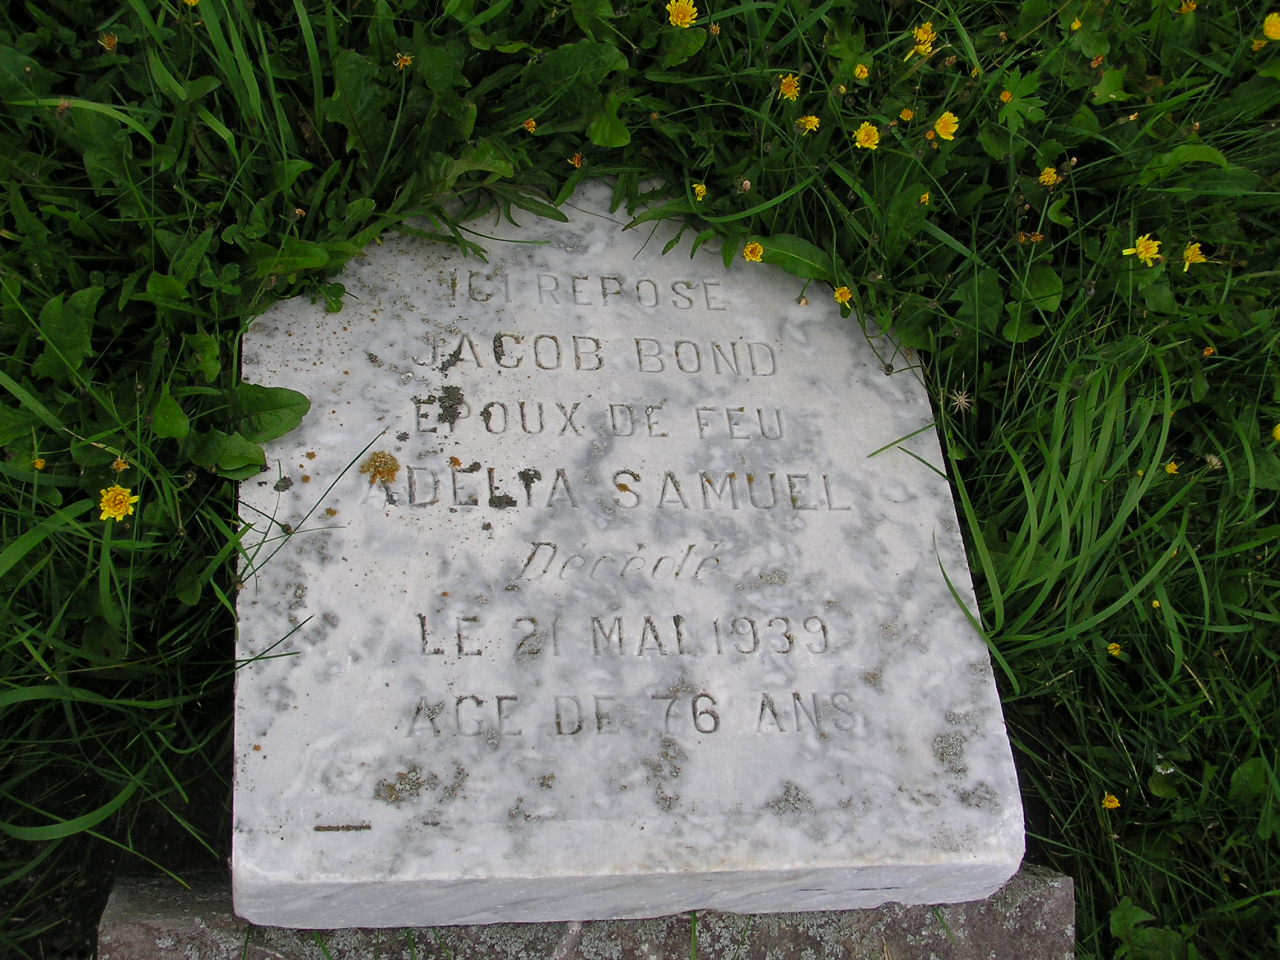 ICI REPOSE
JACOB BOND
EPOUX DE FEU
ADELIA SAMUEL
Décédé
LE 21 MAI 1939
AGE DE 76 ANS